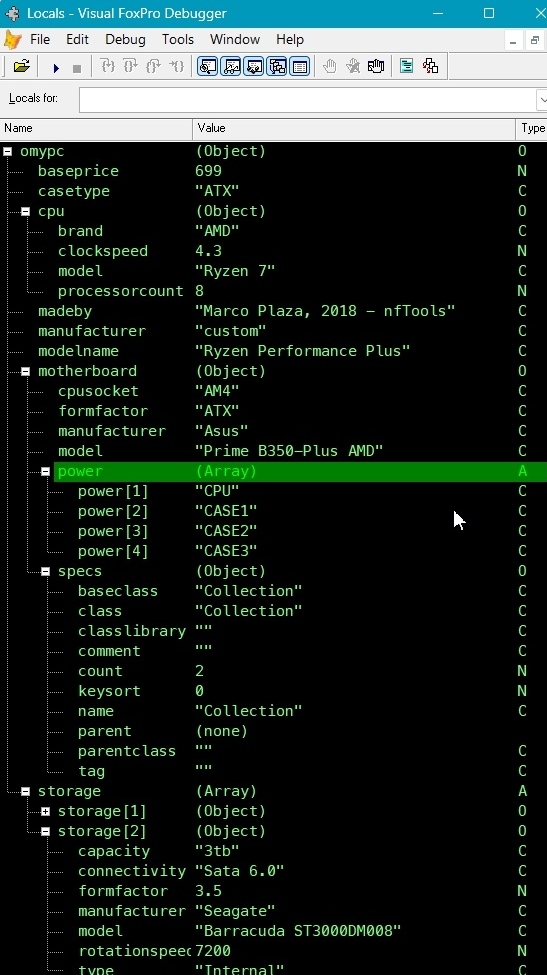 Locals - Visual FoxPro Debugger
File Edit Debug Tools Window Help
Locals for:
Name Value Type
omypc (Object) O
baseprice 699 N
casetype "ATX" C
cpu (Object) O
brand "AMD" C
clockspeed 4.3 N
model "Ryzen 7" C
processorcount 8 N
madeby "Marco Plaza, 2018 - nfTools" C
manufacturer "custom" C
modelname "Ryzen Performance Plus" C
motherboard (Object) O
cpusocket "AM4" C
formfactor "ATX" C
manufacturer "Asus" C
model "Prime B350-Plus AMD" C
power (Array) A
power[1] "CPU" C
power[2] "CASE1" C
power[3] "CASE2" C
power[4] "CASE3" C
specs (Object) O
baseclass "Collection" C
class "Collection" C
classlibrary "" C
comment "" C
count 2 N
keysort 0 N
name "Collection" C
parent (none)
parentclass "" C
tag "" C
storage (Array) A
storage[1] (Object) O
storage[2] (Object) O
capacity "3tb" C
connectivity "Sata 6.0" C
formfactor 3.5 N
manufacturer "Seagate" C
model "Barracuda ST3000DM008" C
rotationspeec 7200 N
type "Internal" C